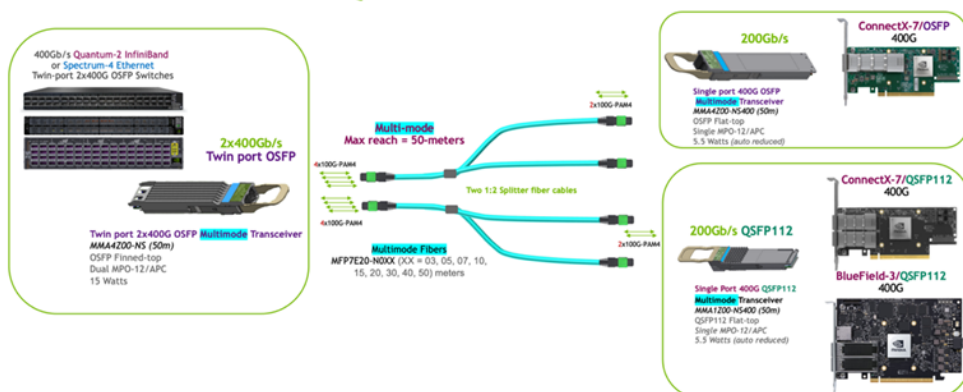 400Gb/s Quantum-2 InfiniBand
or Spectrum-4 Ethernet
Twin-port 2x400G OSFP Switches
2x400Gb/s
Twin port OSFP
Twin port 2x400G OSFP Multimode Transceiver
MMA4Z00-NS (50m)
OSFP Finned-top
Dual MPO-12/APC
15 Watts
Multi-mode
Max reach = 50-meters
4x100G-PAM4
4x100G-PAM4
Two 1:2 Splitter fiber cables
2x100G-PAM4
2x100G-PAM4
Multimode Fibers
MFP7E20-N0XX (XX = 03, 05, 07, 10,
15, 20, 30, 40, 50) meters
200Gb/s
Single port 400G OSFP
Multimode Transceiver
MMA4Z00-NS400 (50m)
OSFP Flat-top
Single MPO-12/APC
5.5 Watts (auto reduced)
ConnectX-7/OSFP
400G
200Gb/s QSFP112
Single Port 400G QSFP112
Multimode Transceiver
MMA1Z00-NS400 (50m)
QSFP112 Flat-top
Single MPO-12/APC
5.5 Watts (auto reduced)
ConnectX-7/QSFP112
400G
BlueField-3/QSFP112
400G